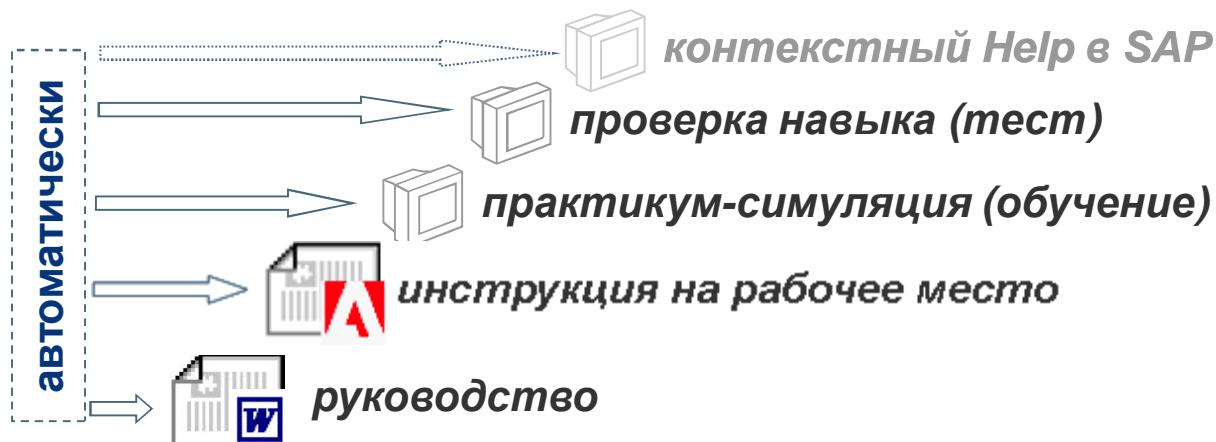 автоматически
контекстный Help в SAP
проверка навыка (тест)
практикум-симуляция (обучение)
инструкция на рабочее место
W
руководство